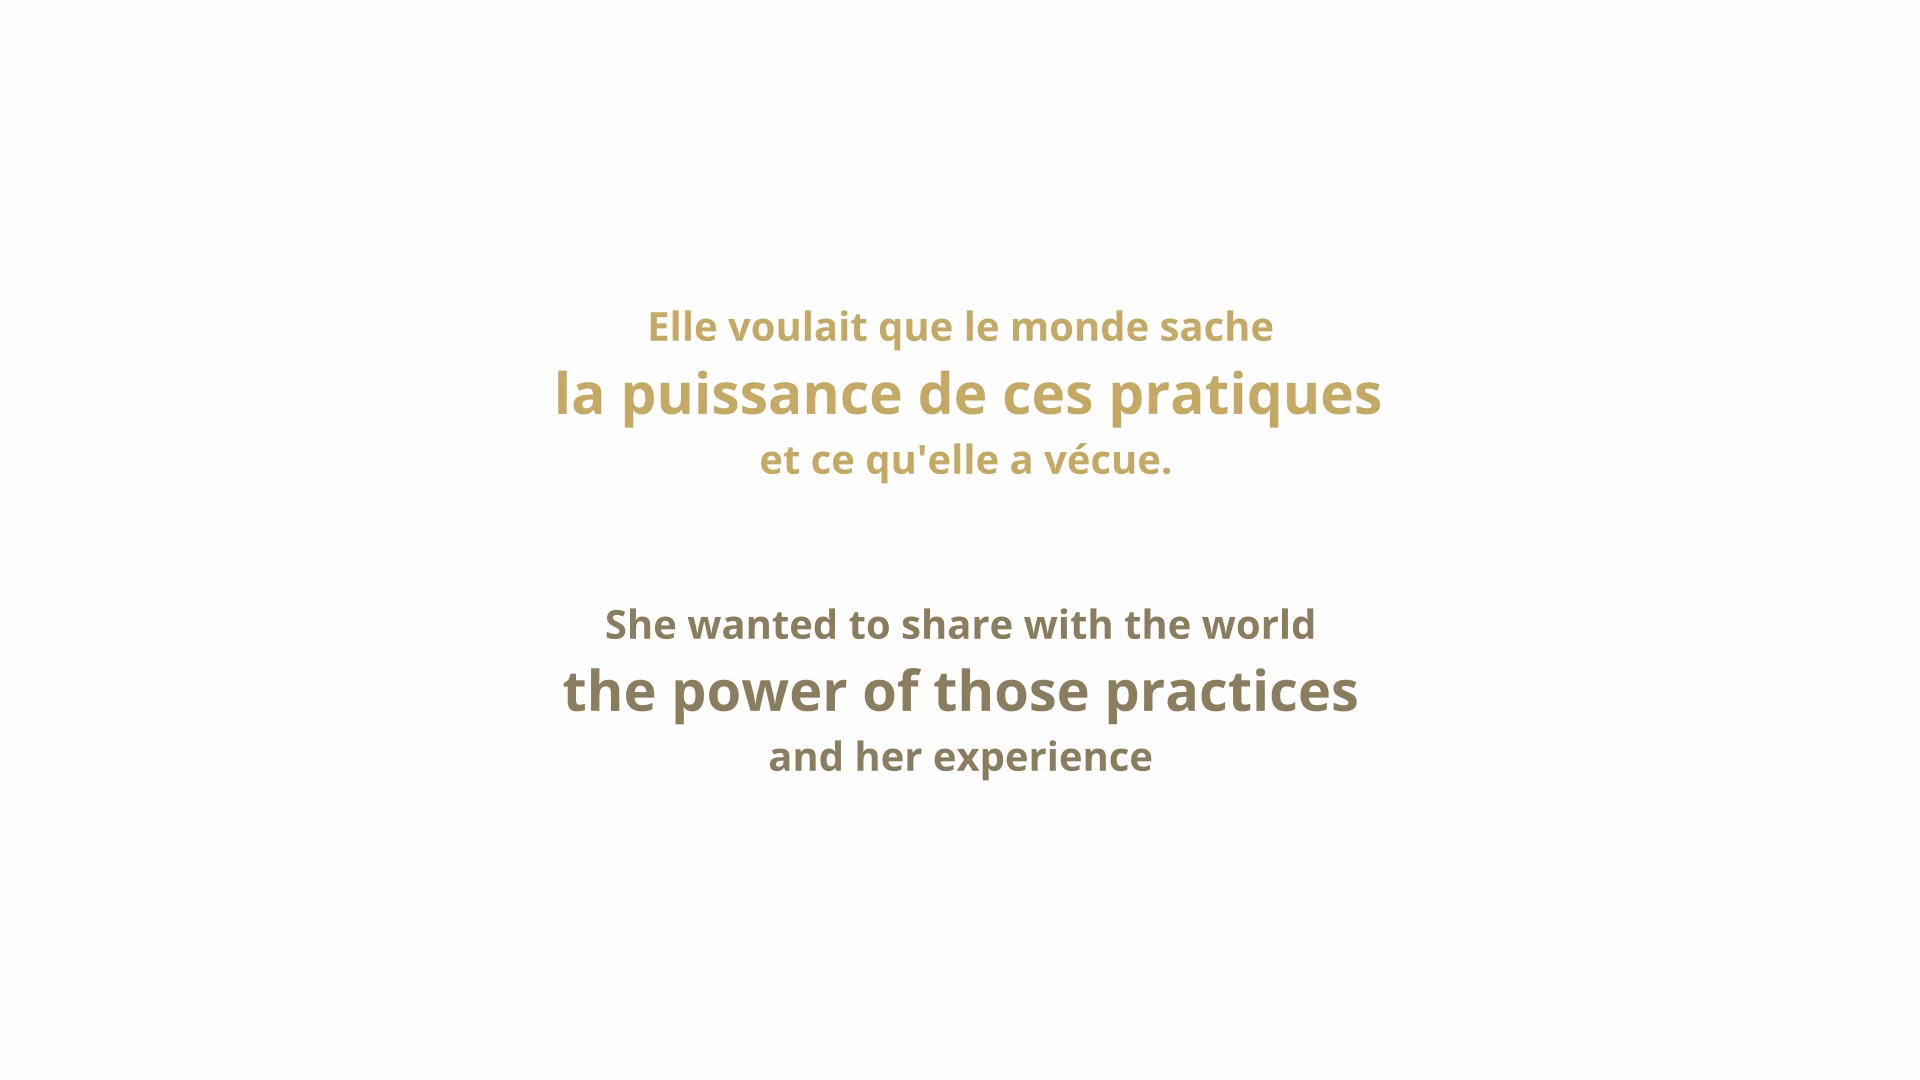 Elle voulait que le monde sache
la puissance de ces pratiques
et ce qu'elle a vécue.
She wanted to share with the world
the power of those practices
and her experience